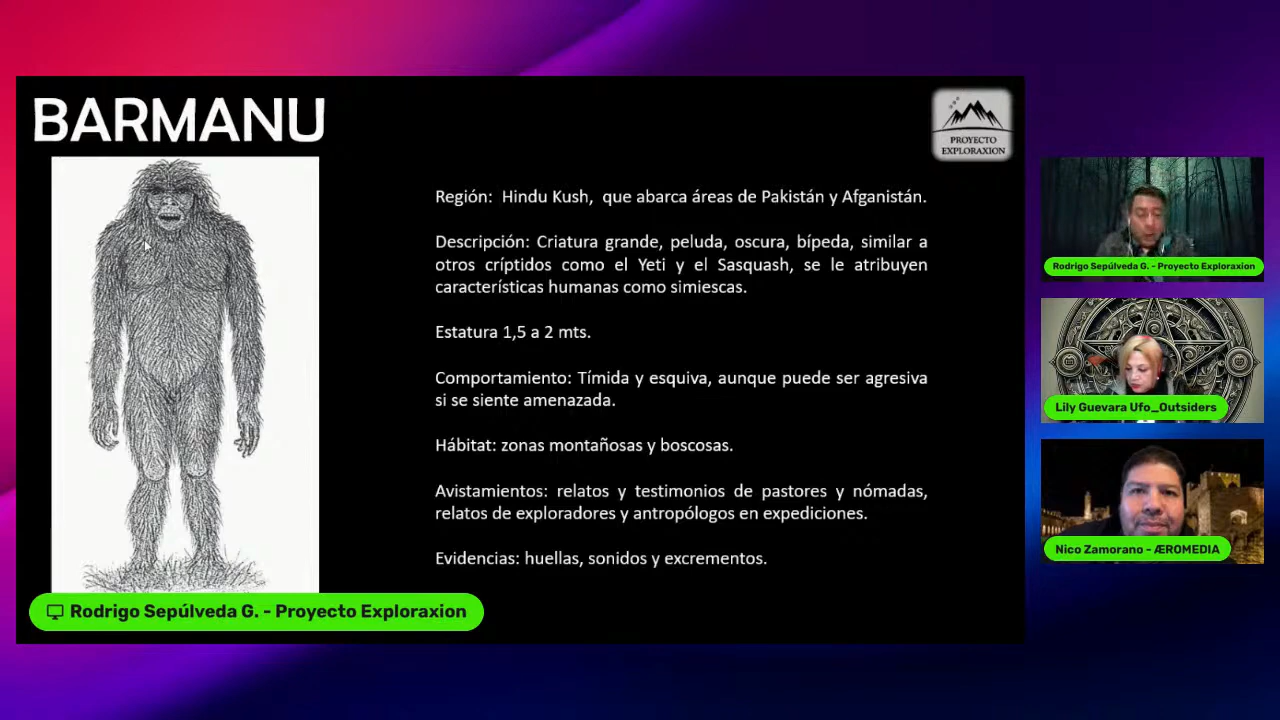 BARMANU
PROYECTO
EXPLORAXION
Región: Hindu Kush, que abarca áreas de Pakistán y Afganistán.
Descripción: Criatura grande, peluda, oscura, bípeda, similar a
otros críptidos como el Yeti y el Sasquash, se le atribuyen
características humanas como simiescas.
Estatura 1,5 a 2 mts.
Comportamiento: Tímida y esquiva, aunque puede ser agresiva
si se siente amenazada.
Hábitat: zonas montañosas y boscosas.
Avistamientos: relatos y testimonios de pastores y nómadas,
relatos de exploradores y antropólogos en expediciones.
Evidencias: huellas, sonidos y excrementos.
Rodrigo Sepúlveda G. - Proyecto Exploraxion
Rodrigo Sepúlveda G. - Proyecto Exploraxion
Lily Guevara Ufo_Outsiders
Nico Zamorano - ÆROMEDIA